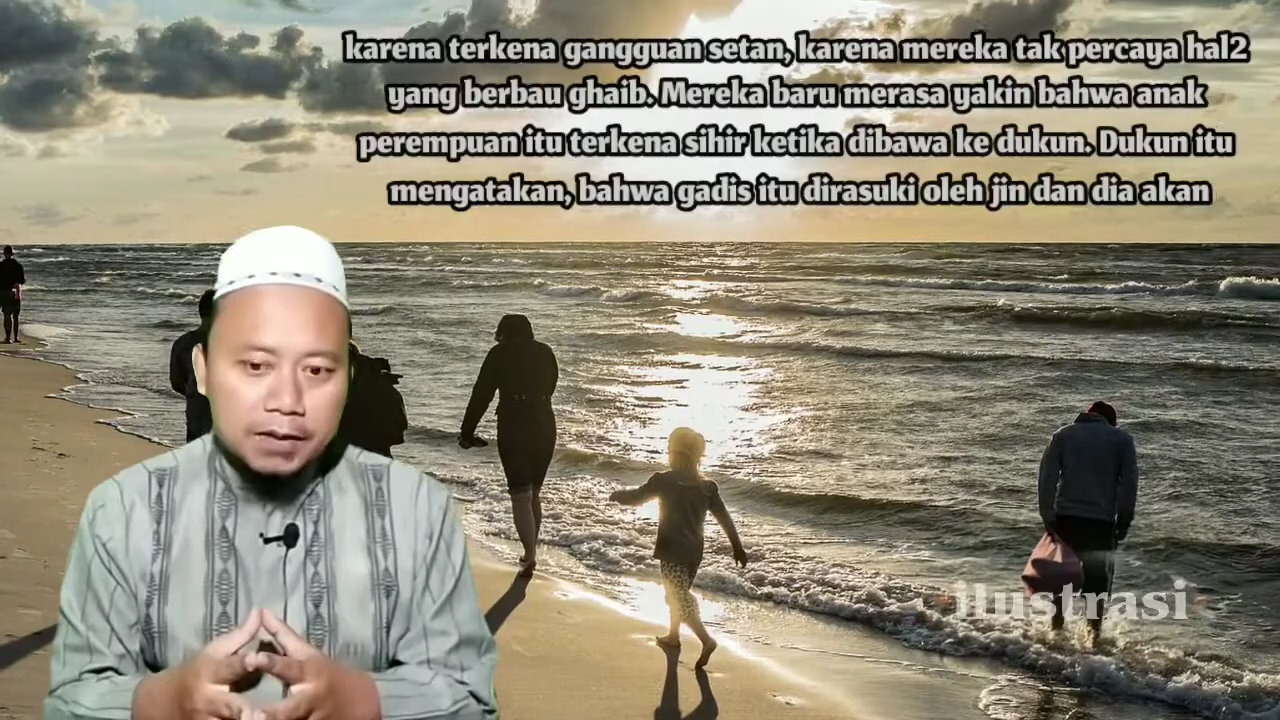 karena terkena gangguan setan, karena mereka tak percaya hal2
yang berbau ghaib. Mereka baru merasa yakin bahwa anak
perempuan itu terkena sihir ketika dibawa ke dukun. Dukun itu
mengatakan, bahwa gadis itu dirasuki oleh jin dan dia akan
ilustrasi